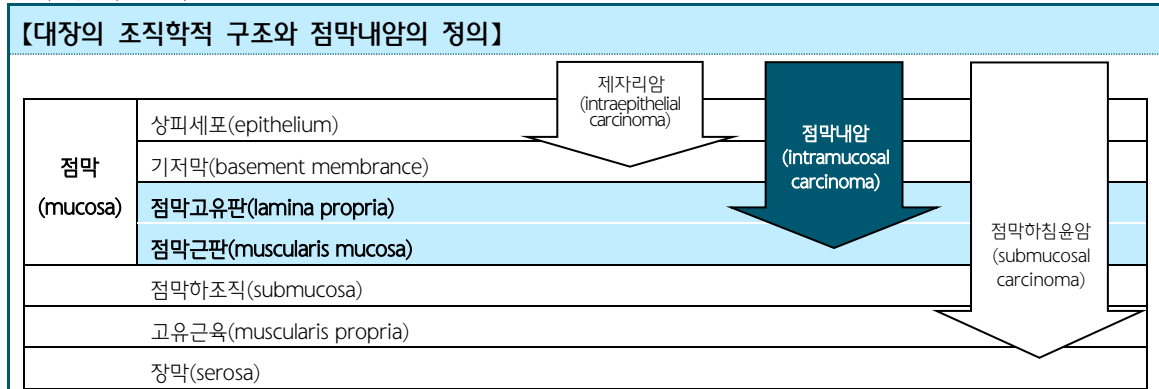 【대장의 조직학적 구조와 점막내암의 정의】
제자리암
(intraepithelial
carcinoma)
점막내암
(intramucosal
carcinoma)
점막하침윤암
(submucosal
carcinoma)
점막
(mucosa)
상피세포(epithelium)
기저막(basement membrance)
점막고유판(lamina propria)
점막근판(muscularis mucosa)
점막하조직(submucosa)
고유근육(muscularis propria)
장막(serosa)